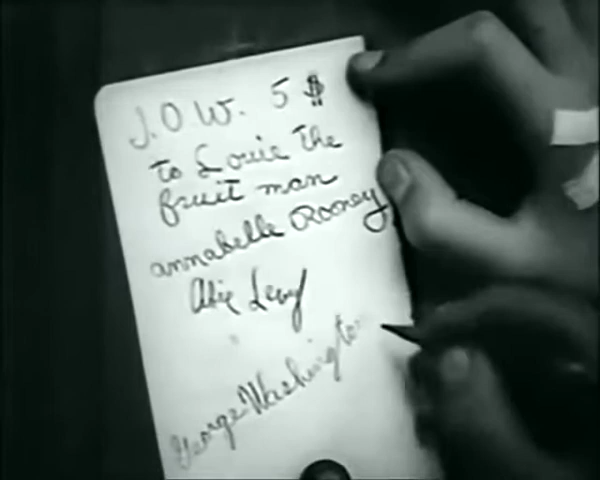 J.O.W. 5 $
to Louie the
fruit man
annabelle Rooney
Abie Levy
George Washington